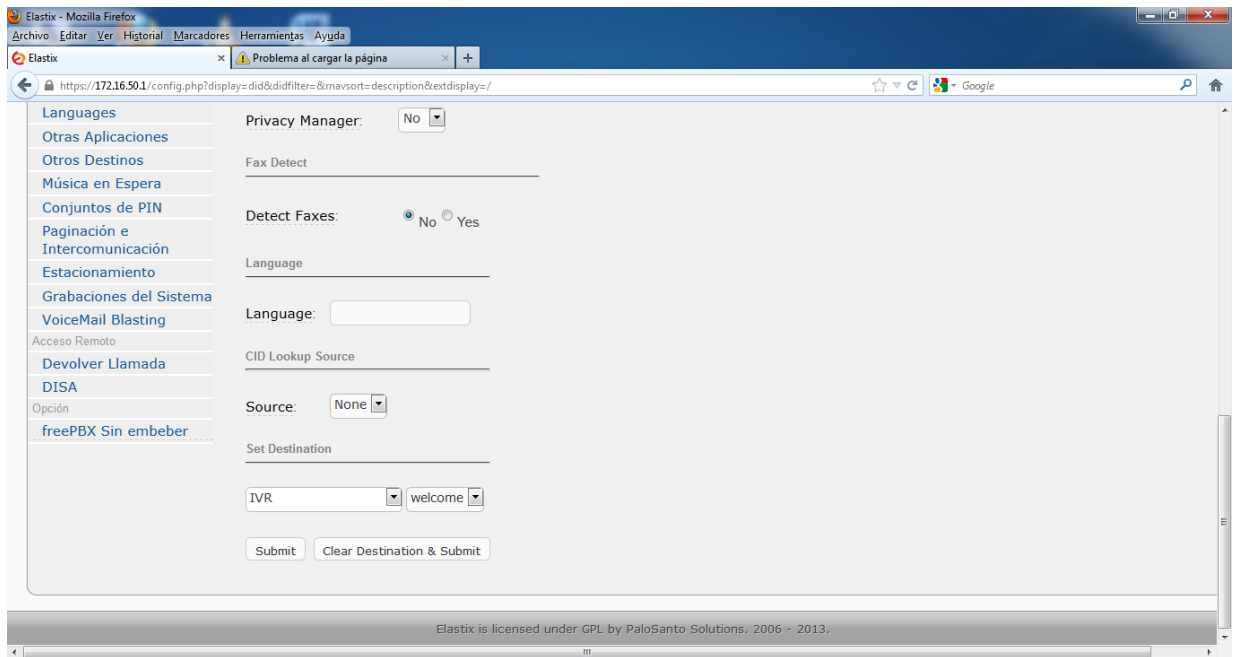 Elastix - Mozilla Firefox
Archivo Editar Ver Historial Marcadores Herramientas Ayuda
Elastix
Problema al cargar la página
https://172.16.50.1/config.php?display=did&didfilter=&rnavsort=description&extdisplay=/
Google
Languages
Otras Aplicaciones
Otros Destinos
Música en Espera
Conjuntos de PIN
Paginación e
Intercomunicación
Estacionamiento
Grabaciones del Sistema
VoiceMail Blasting
Acceso Remoto
Devolver Llamada
DISA
Opción
freePBX Sin embeber
Privacy Manager: No
Fax Detect
Detect Faxes: No Yes
Language
Language:
CID Lookup Source
Source: None
Set Destination
IVR welcome
Submit Clear Destination & Submit
Elastix is licensed under GPL by PaloSanto Solutions. 2006 - 2013.